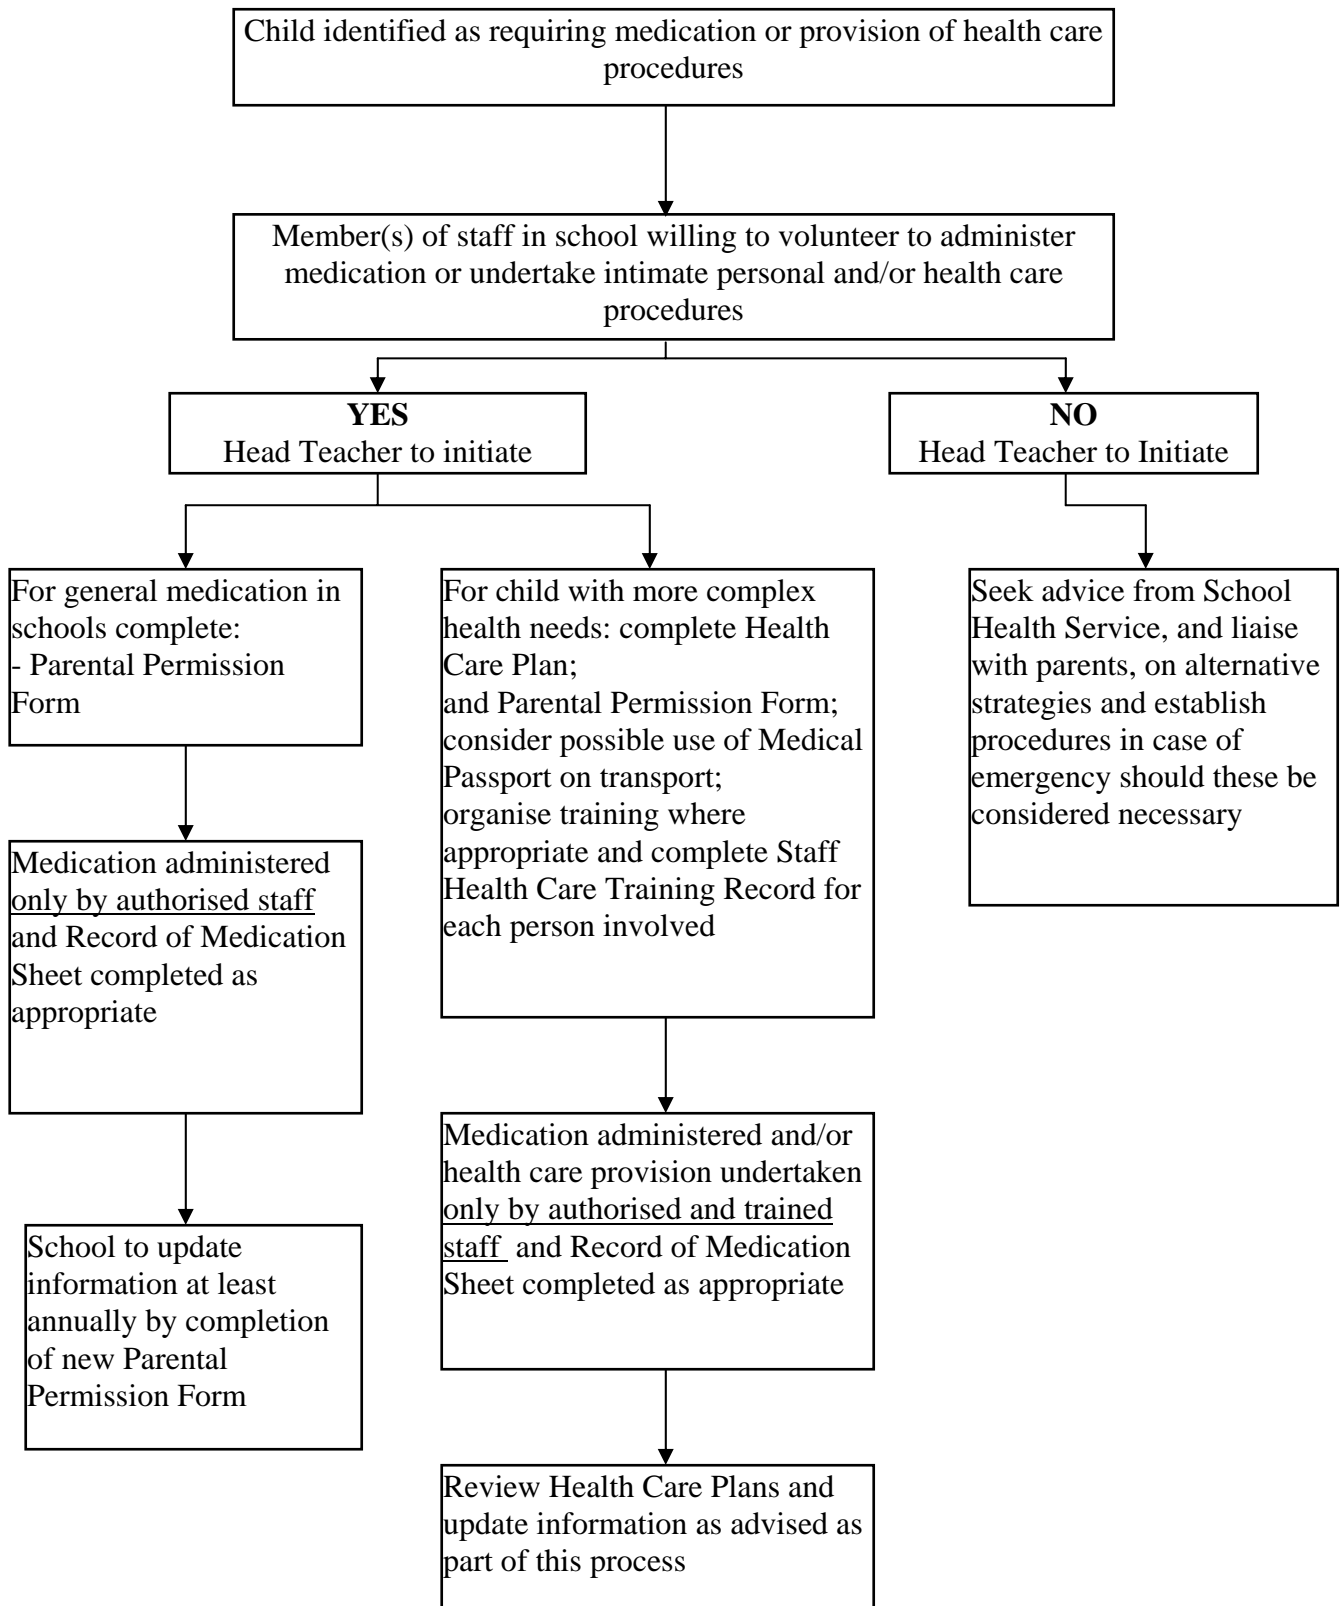 Child identified as requiring medication or provision of health care
procedures
Member(s) of staff in school willing to volunteer to administer
medication or undertake intimate personal and/or health care
procedures
YES
Head Teacher to initiate
NO
Head Teacher to Initiate
For general medication in
schools complete:
- Parental Permission
Form
For child with more complex
health needs: complete Health
Care Plan;
and Parental Permission Form;
consider possible use of Medical
Passport on transport;
organise training where
appropriate and complete Staff
Health Care Training Record for
each person involved
Seek advice from School
Health Service, and liaise
with parents, on alternative
strategies and establish
procedures in case of
emergency should these be
considered necessary
Medication administered
only by authorised staff
and Record of Medication
Sheet completed as
appropriate
Medication administered and/or
health care provision undertaken
only by authorised and trained
staff and Record of Medication
Sheet completed as appropriate
School to update
information at least
annually by completion
of new Parental
Permission Form
Review Health Care Plans and
update information as advised as
part of this process